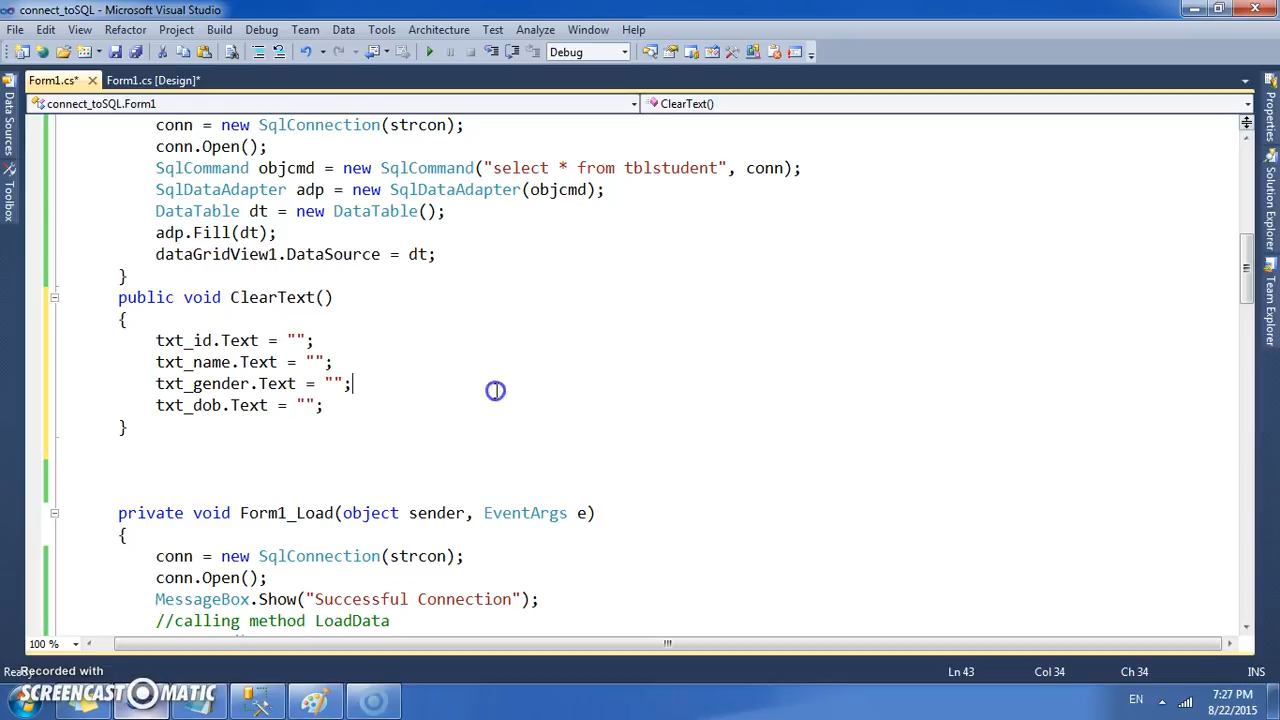 connect_toSQL - Microsoft Visual Studio
File Edit View Refactor Project Build Debug Team Data Tools Architecture Test Analyze Window Help
Debug
Form1.cs* Form1.cs [Design]*
connect_toSQL.Form1 ClearText()
conn = new SqlConnection(strcon);
conn.Open();
SqlCommand objcmd = new SqlCommand("select * from tblstudent", conn);
SqlDataAdapter adp = new SqlDataAdapter(objcmd);
DataTable dt = new DataTable();
adp.Fill(dt);
dataGridView1.DataSource = dt;
}
public void ClearText()
{
txt_id.Text = "";
txt_name.Text = "";
txt_gender.Text = "";
txt_dob.Text = "";
}
private void Form1_Load(object sender, EventArgs e)
{
conn = new SqlConnection(strcon);
conn.Open();
MessageBox.Show("Successful Connection");
//calling method LoadData
100 %
Ln 43 Col 34 Ch 34 INS
Recorded with
SCREENCAST MATIC
EN
7:27 PM
8/22/2015
Data Sources
Toolbox
Properties
Solution Explorer
Team Explorer